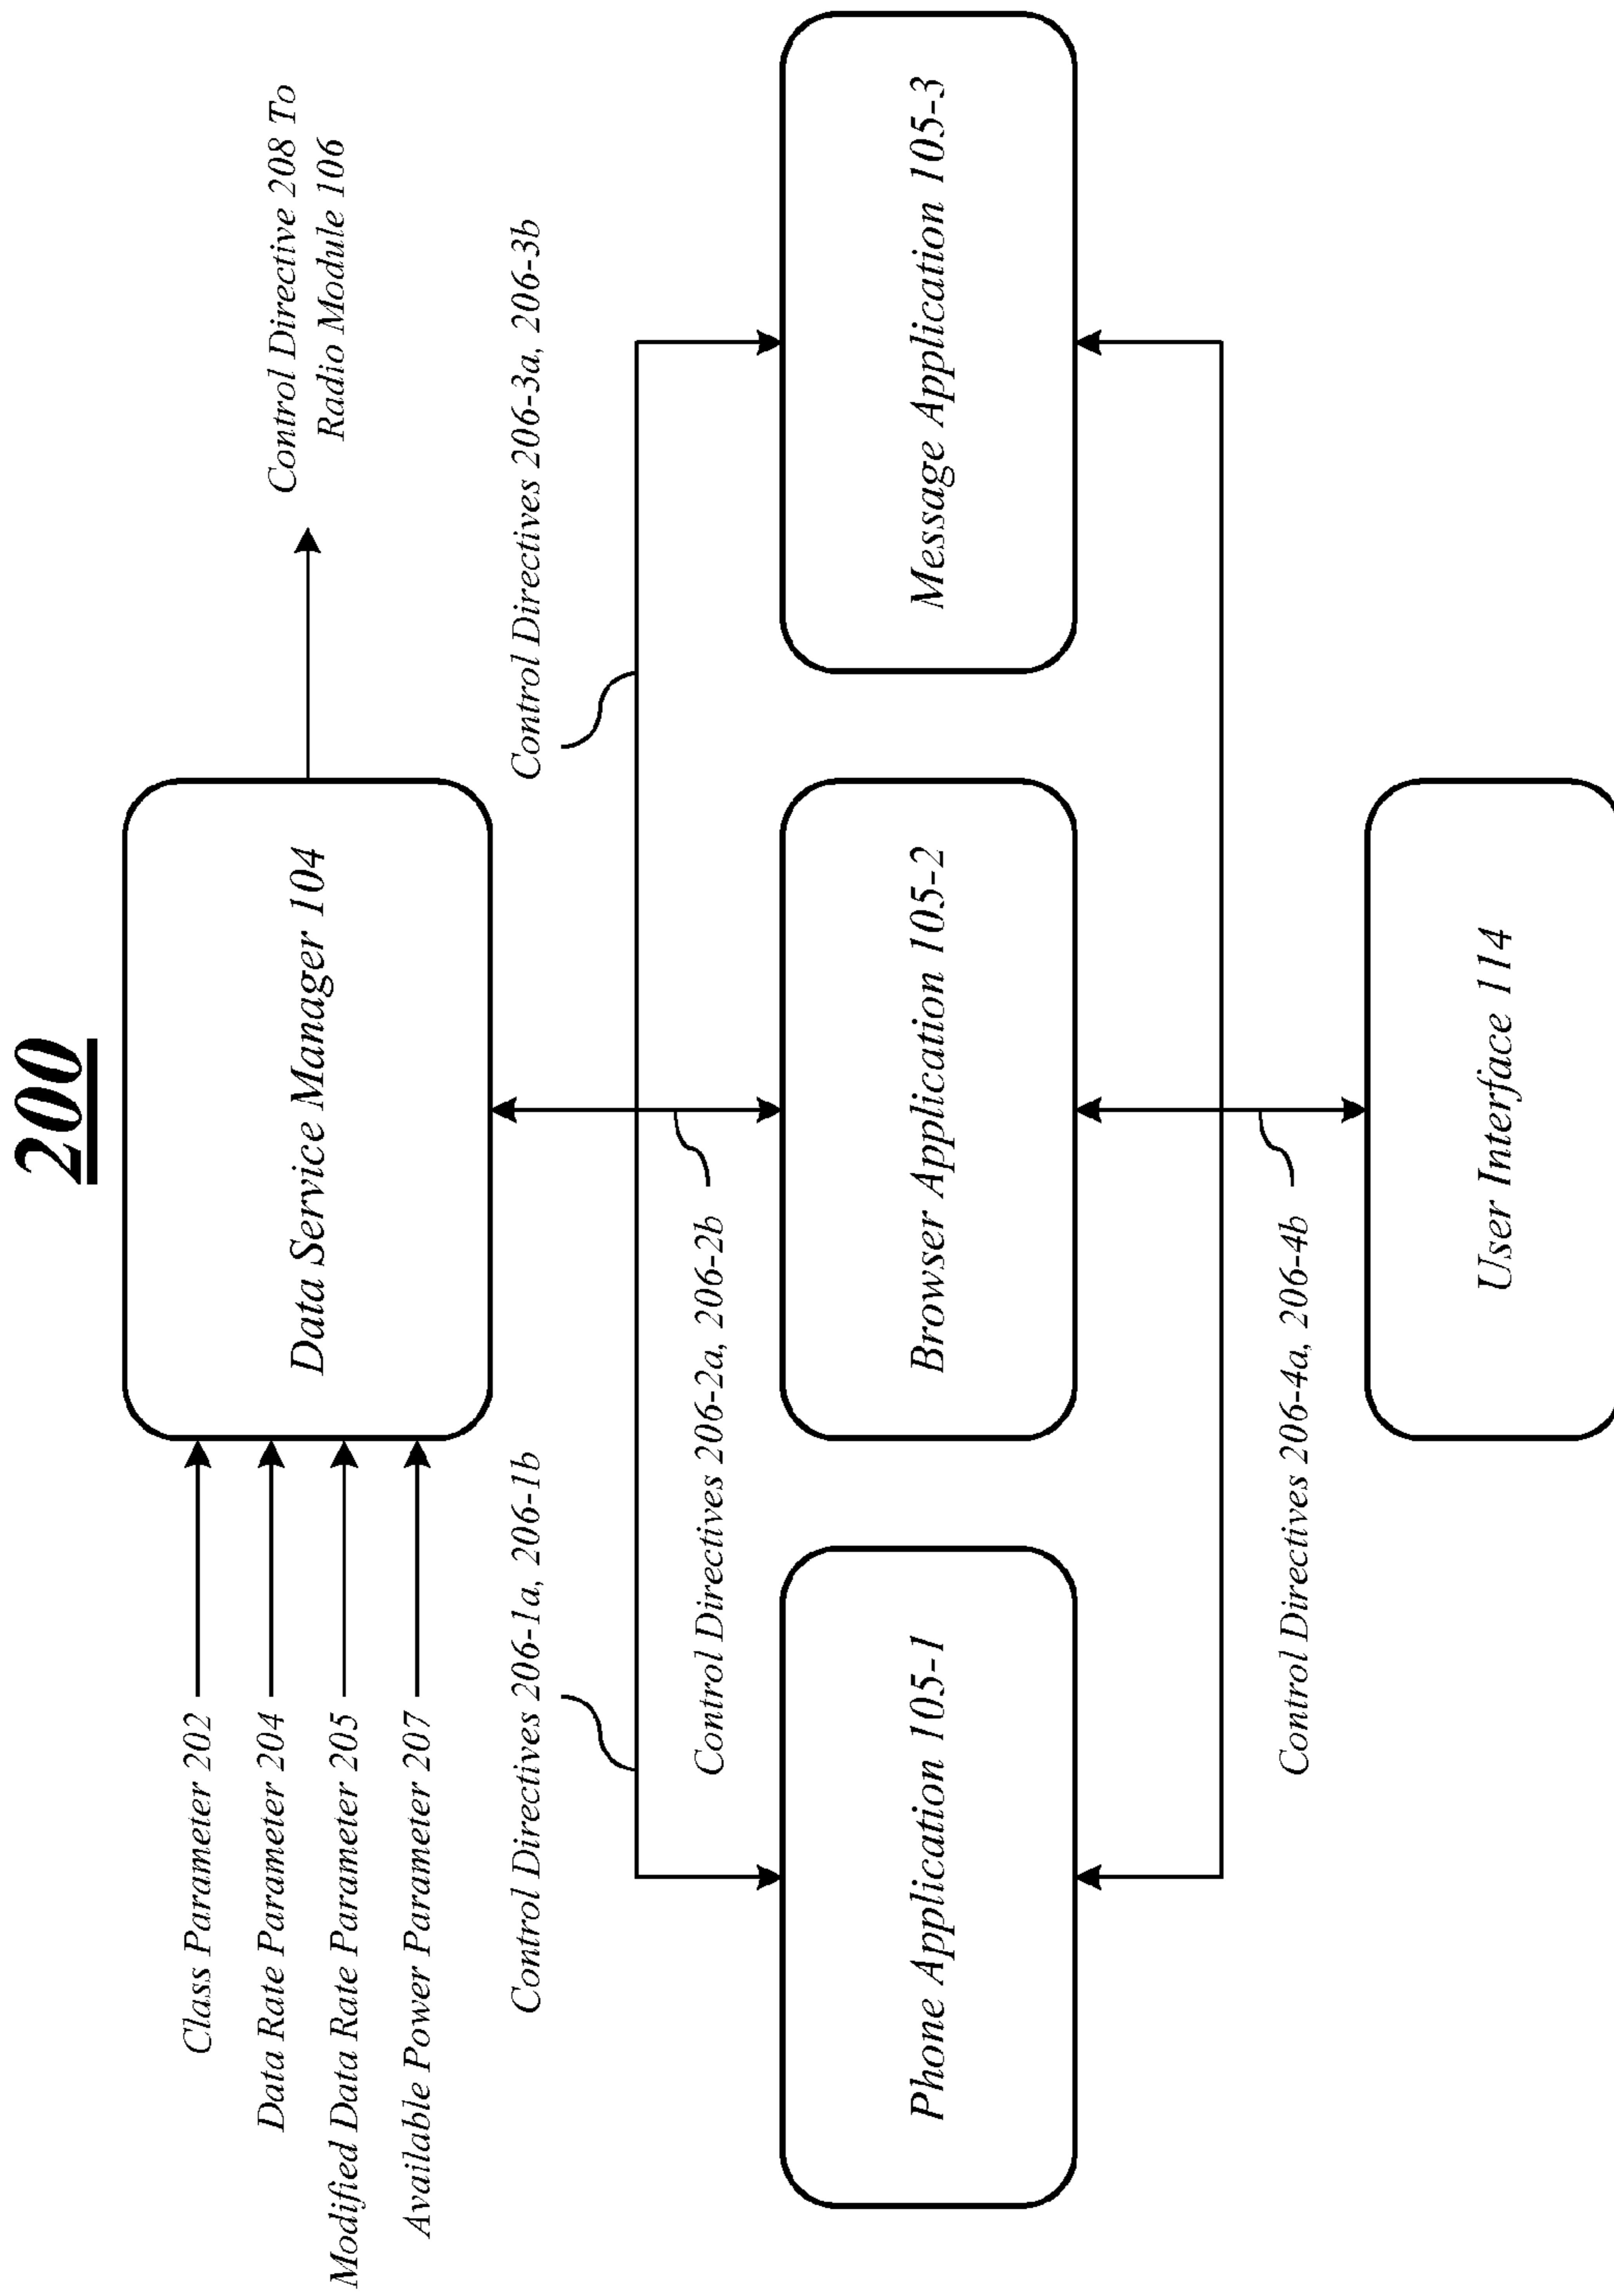 200
Class Parameter 202
Data Rate Parameter 204
Modified Data Rate Parameter 205
Available Power Parameter 207
Data Service Manager 104
Control Directive 208 To
Radio Module 106
Control Directives 206-1a, 206-1b
Control Directives 206-3a, 206-3b
Control Directives 206-2a, 206-2b
Phone Application 105-1
Browser Application 105-2
Message Application 105-3
Control Directives 206-4a, 206-4b
User Interface 114